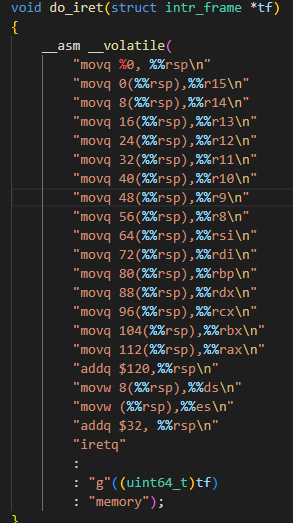 void do_iret(struct intr_frame *tf)
{
    __asm __volatile(
        "movq %0, %%rsp\n"
        "movq 0(%%rsp),%%r15\n"
        "movq 8(%%rsp),%%r14\n"
        "movq 16(%%rsp),%%r13\n"
        "movq 24(%%rsp),%%r12\n"
        "movq 32(%%rsp),%%r11\n"
        "movq 40(%%rsp),%%r10\n"
        "movq 48(%%rsp),%%r9\n"
        "movq 56(%%rsp),%%r8\n"
        "movq 64(%%rsp),%%rsi\n"
        "movq 72(%%rsp),%%rdi\n"
        "movq 80(%%rsp),%%rbp\n"
        "movq 88(%%rsp),%%rdx\n"
        "movq 96(%%rsp),%%rcx\n"
        "movq 104(%%rsp),%%rbx\n"
        "movq 112(%%rsp),%%rax\n"
        "addq $120,%%rsp\n"
        "movw 8(%%rsp),%%ds\n"
        "movw (%%rsp),%%es\n"
        "addq $32, %%rsp\n"
        "iretq"
        :
        : "g"((uint64_t)tf)
        : "memory");
}